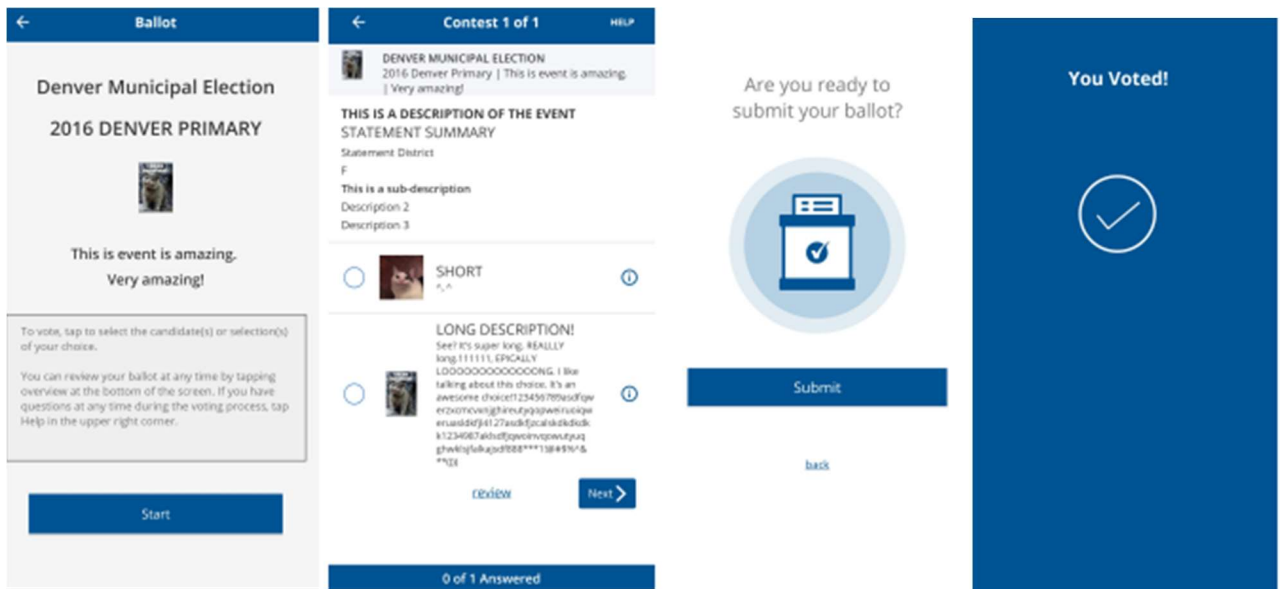 Ballot
Denver Municipal Election
2016 DENVER PRIMARY
This is event is amazing.
Very amazing!
To vote, tap to select the candidate(s) or selection(s)
of your choice.
You can review your ballot at any time by tapping
overview at the bottom of the screen. If you have
questions at any time during the voting process, tap
Help in the upper right corner.
Start
Contest 1 of 1
HELP
DENVER MUNICIPAL ELECTION
2016 Denver Primary | This is event is amazing.
| Very amazing!
THIS IS A DESCRIPTION OF THE EVENT
STATEMENT SUMMARY
Statement District
F
This is a sub-description
Description 2
Description 3
SHORT
^.^
LONG DESCRIPTION!
See? It's super long. REALLLY
long.111111, EPICALLY
I like
talking about this choice. It's an
awesome
review
Next
0 of 1 Answered
Are you ready to
submit your ballot?
Submit
back
You Voted!